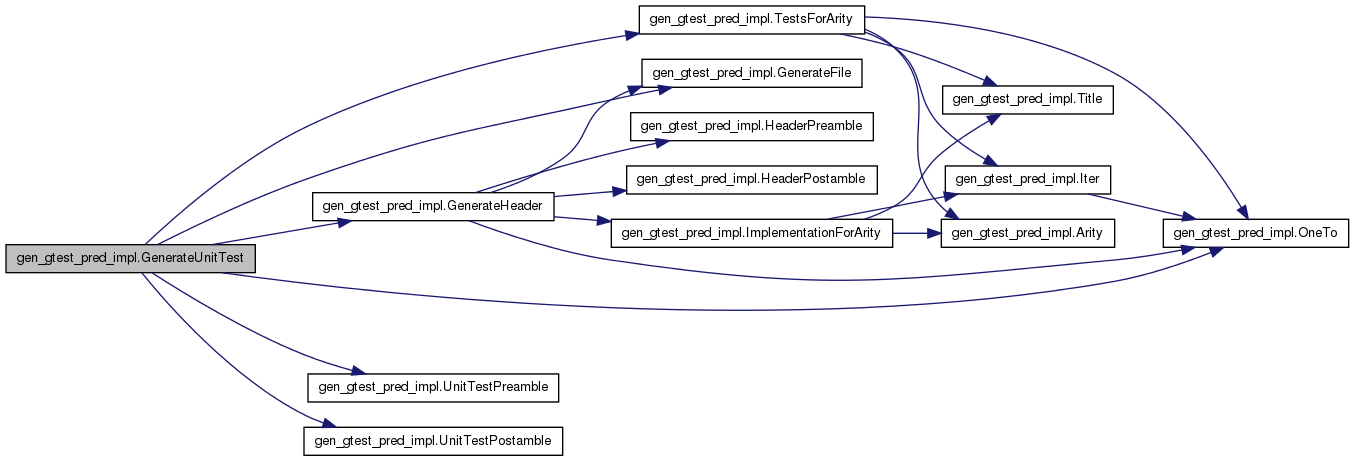 gen_gtest_pred_impl.TestsForArity
gen_gtest_pred_impl.GenerateFile
gen_gtest_pred_impl.Title
gen_gtest_pred_impl.HeaderPreamble
gen_gtest_pred_impl.HeaderPostamble
gen_gtest_pred_impl.Iter
gen_gtest_pred_impl.GenerateHeader
gen_gtest_pred_impl.ImplementationForArity
gen_gtest_pred_impl.Arity
gen_gtest_pred_impl.OneTo
gen_gtest_pred_impl.GenerateUnitTest
gen_gtest_pred_impl.UnitTestPreamble
gen_gtest_pred_impl.UnitTestPostamble